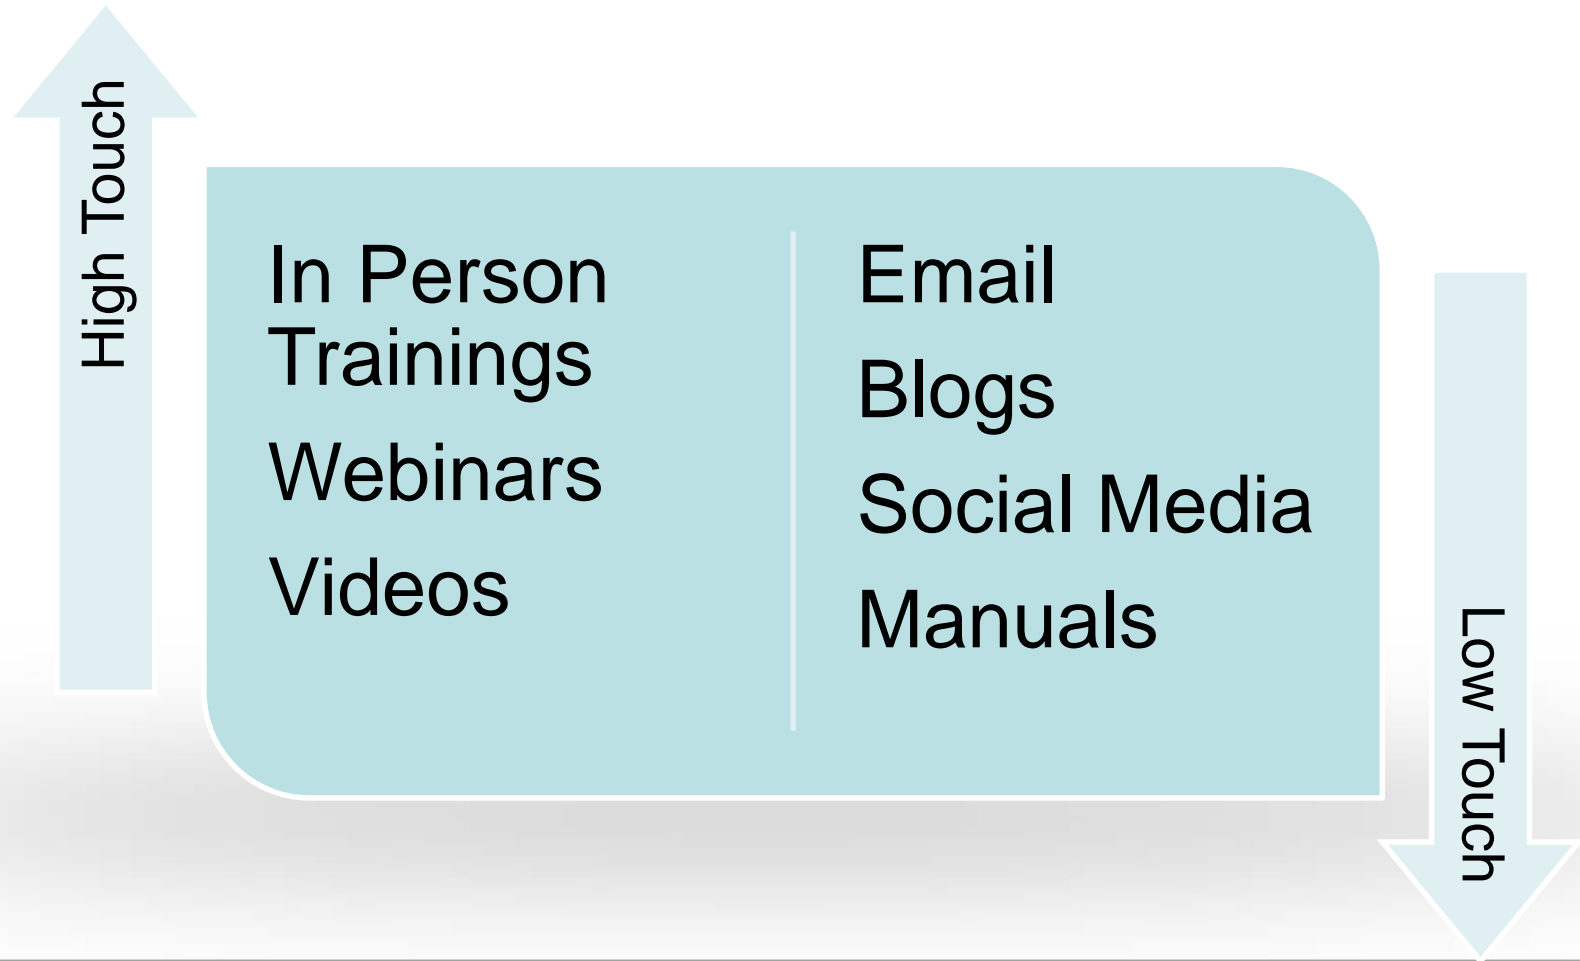 High Touch
In Person
Trainings
Webinars
Videos
Email
Blogs
Social Media
Manuals
Low Touch